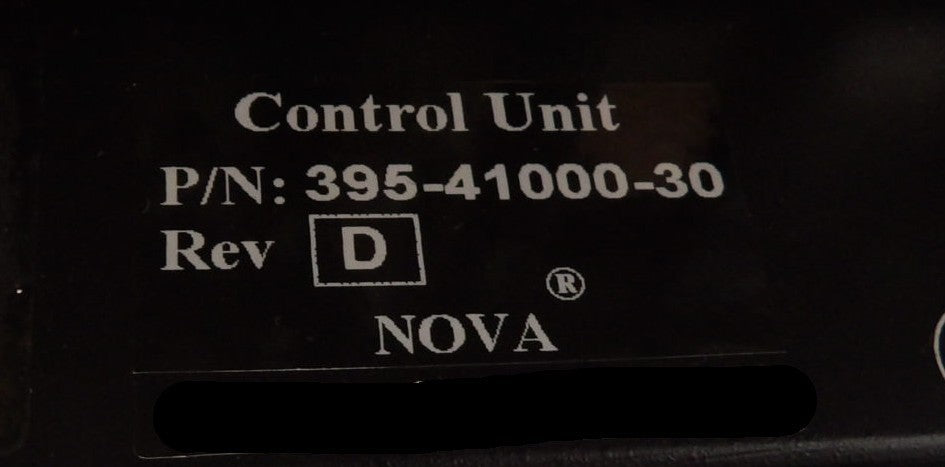 Control Unit
P/N: 395-41000-30
Rev D
NOVA®